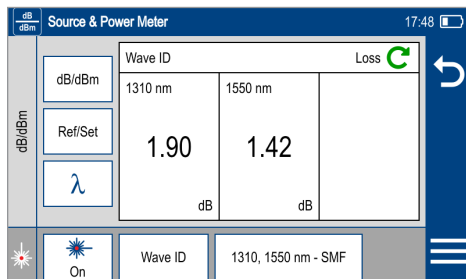 dB
dBm
Source & Power Meter
17:48
dB/dBm
dB/dBm
Ref/Set
λ
Wave ID
Loss
1310 nm
1550 nm
1.90
1.42
dB
dB
On
Wave ID
1310, 1550 nm - SMF